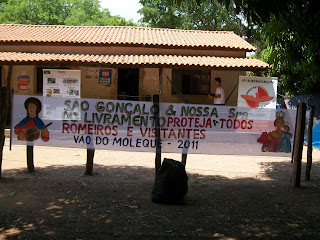 SÃO GONÇALO & NOSSA SRA
DO LIVRAMENTO PROTEJA TODOS
ROMEIROS E VISITANTES
VÃO DO MOLEQUE - 2011